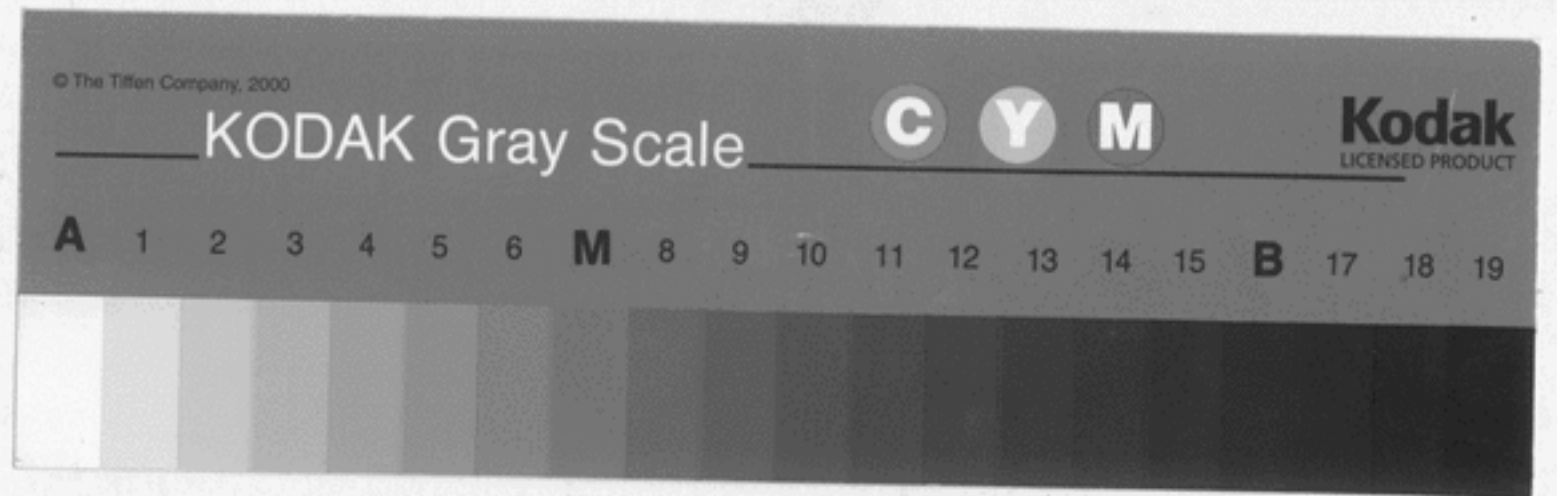 © The Tiffen Company, 2000
KODAK Gray Scale
C Y M
Kodak
LICENSED PRODUCT
A 1 2 3 4 5 6 M 8 9 10 11 12 13 14 15 B 17 18 19